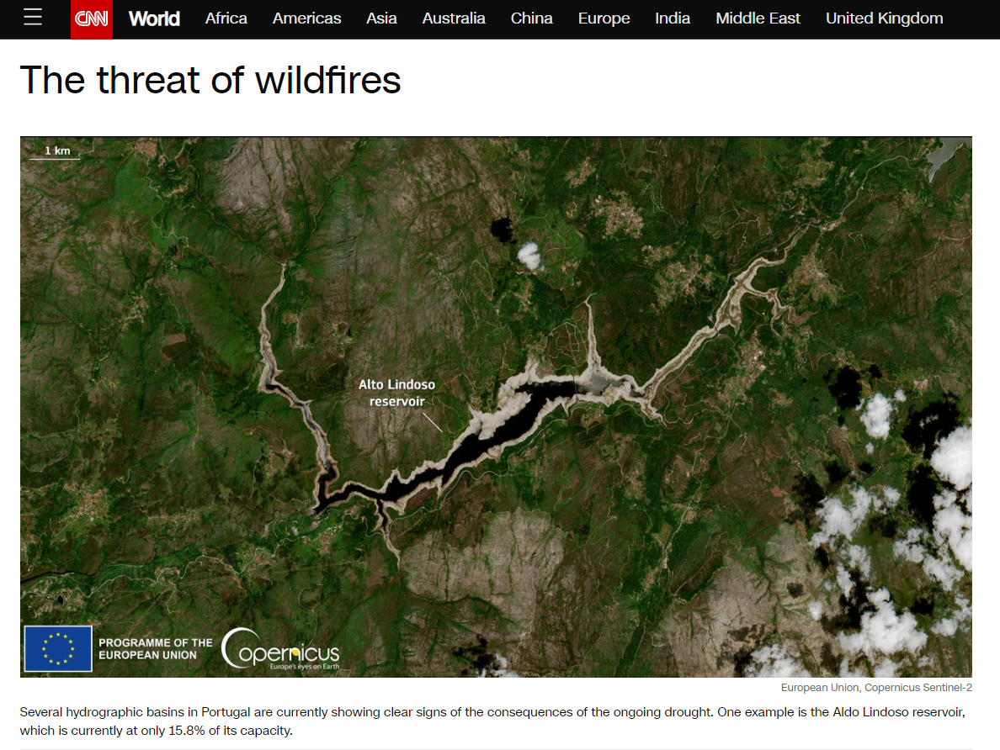 CNN World Africa Americas Asia Australia China Europe India Middle East United Kingdom
The threat of wildfires
1 km
Alto Lindoso
reservoir
PROGRAMME OF THE
EUROPEAN UNION
Copernicus
Europe's eyes on Earth
European Union, Copernicus Sentinel-2
Several hydrographic basins in Portugal are currently showing clear signs of the consequences of the ongoing drought. One example is the Aldo Lindoso reservoir,
which is currently at only 15.8% of its capacity.